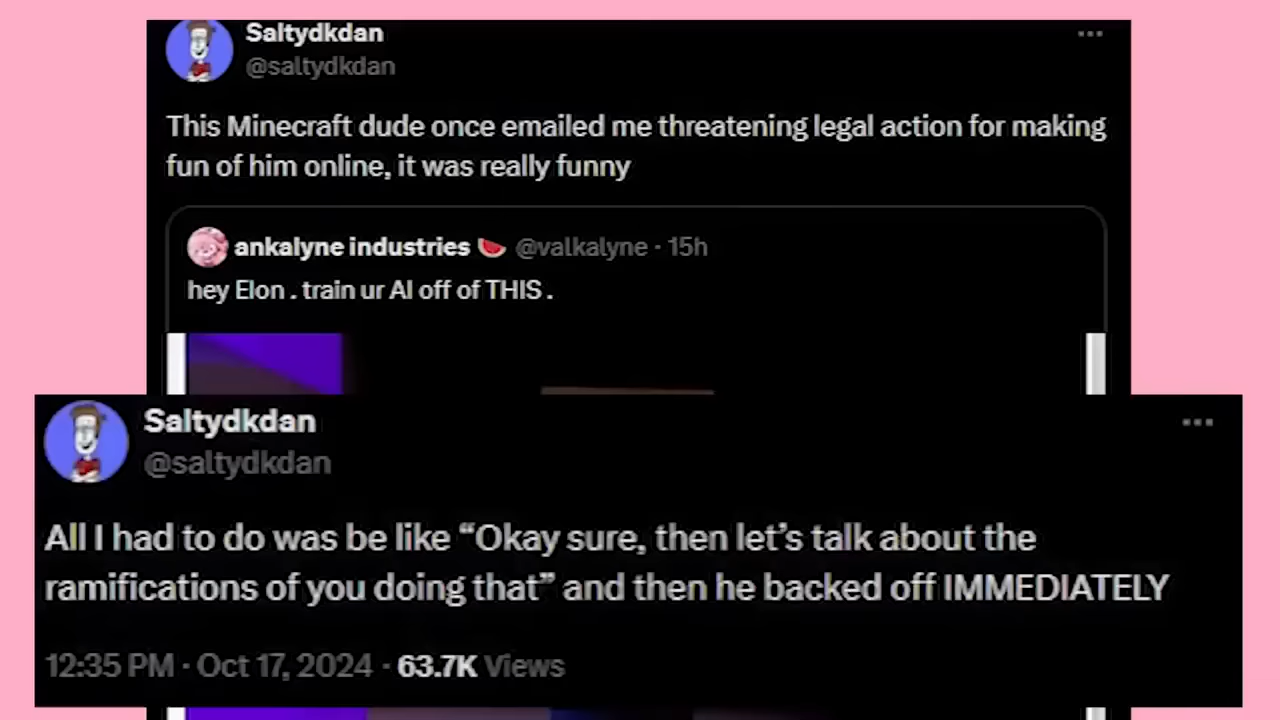 Saltydkdan
@saltydkdan
This Minecraft dude once emailed me threatening legal action for making
fun of him online, it was really funny
ankalyne industries 🍉 @valkalyne · 15h
hey Elon . train ur AI off of THIS .
Saltydkdan
@saltydkdan
All I had to do was be like “Okay sure, then let’s talk about the
ramifications of you doing that” and then he backed off IMMEDIATELY
12:35 PM · Oct 17, 2024 · 63.7K Views